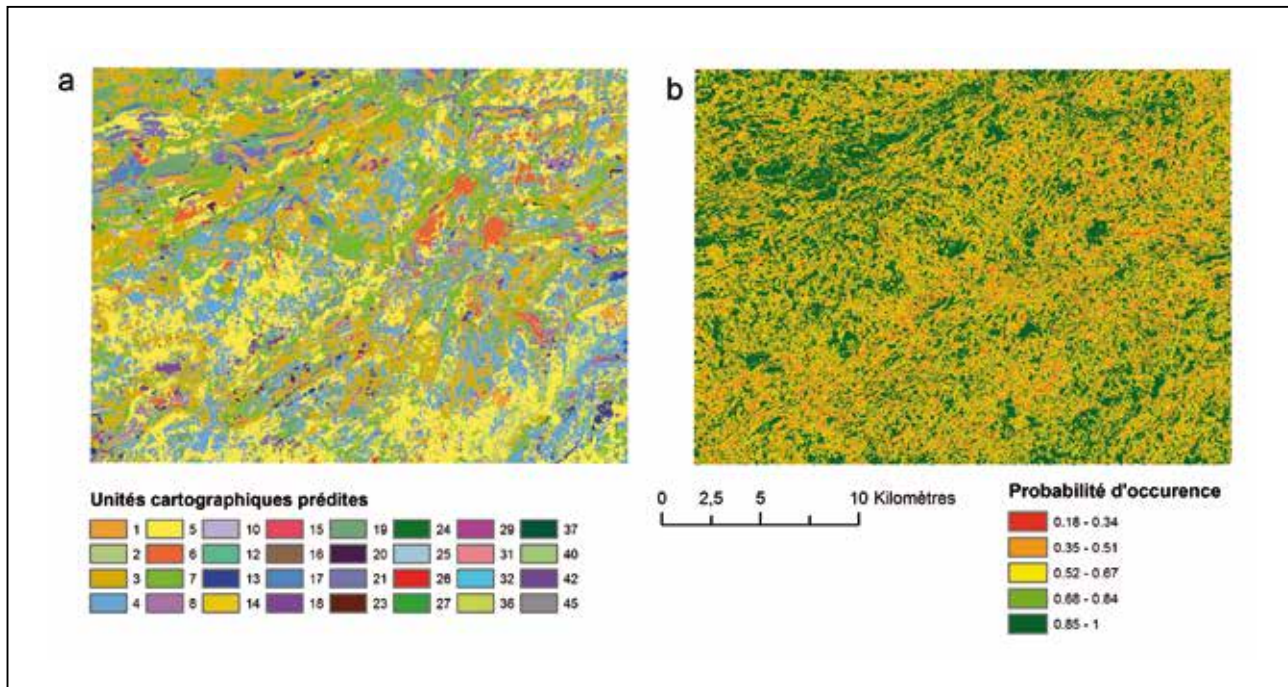 a
b
Unités cartographiques prédites
1 5 10 15 19 24 29 37
2 6 12 16 20 25 31 40
3 7 13 17 21 26 32 42
4 8 14 18 23 27 36 45
0 2,5 5 10 Kilomètres
Probabilité d'occurence
0.18 - 0.34
0.35 - 0.51
0.52 - 0.67
0.68 - 0.84
0.85 - 1